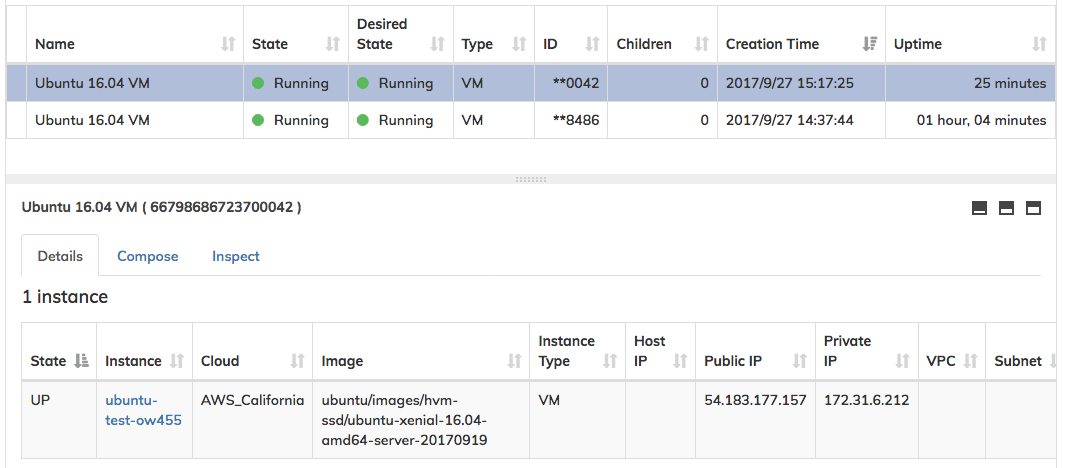 Name State Desired State Type ID Children Creation Time Uptime
Ubuntu 16.04 VM Running Running VM **0042 0 2017/9/27 15:17:25 25 minutes
Ubuntu 16.04 VM Running Running VM **8486 0 2017/9/27 14:37:44 01 hour, 04 minutes
Ubuntu 16.04 VM ( 66798686723700042 )
Details Compose Inspect
1 instance
State Instance Cloud Image Instance Type Host IP Public IP Private IP VPC Subnet
UP ubuntu- AWS_California ubuntu/images/hvm- VM 54.183.177.157 172.31.6.212
test-ow455 ssd/ubuntu-xenial-16.04-
amd64-server-20170919